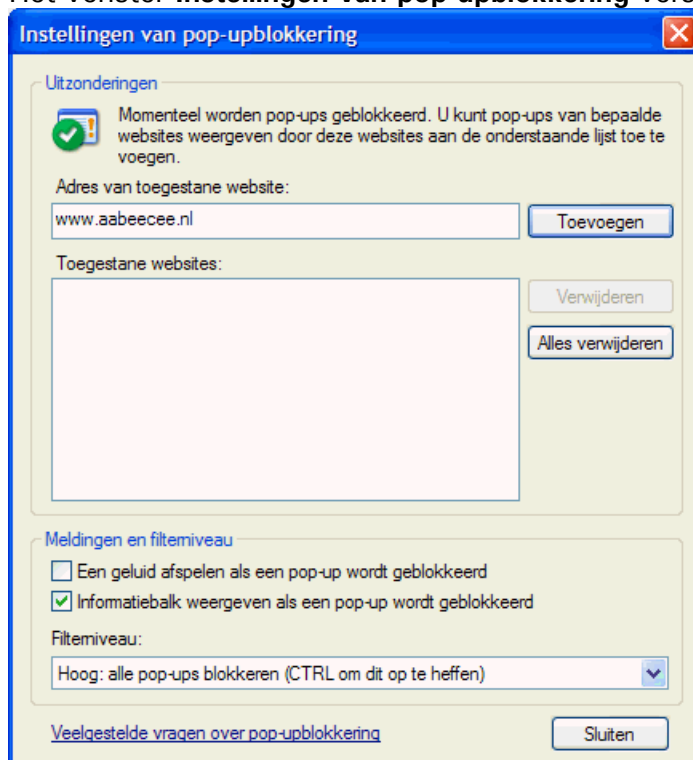 Instellingen van pop-upblokkering
Uitzonderingen
Momenteel worden pop-ups geblokkeerd. U kunt pop-ups van bepaalde
websites weergeven door deze websites aan de onderstaande lijst toe te
voegen.
Adres van toegestane website:
www.aabeecee.nl
Toevoegen
Toegestane websites:
Verwijderen
Alles verwijderen
Meldingen en filterniveau
Een geluid afspelen als een pop-up wordt geblokkeerd
Informatiebalk weergeven als een pop-up wordt geblokkeerd
Filterniveau:
Hoog: alle pop-ups blokkeren (CTRL om dit op te heffen)
Veelgestelde vragen over pop-upblokkering
Sluiten